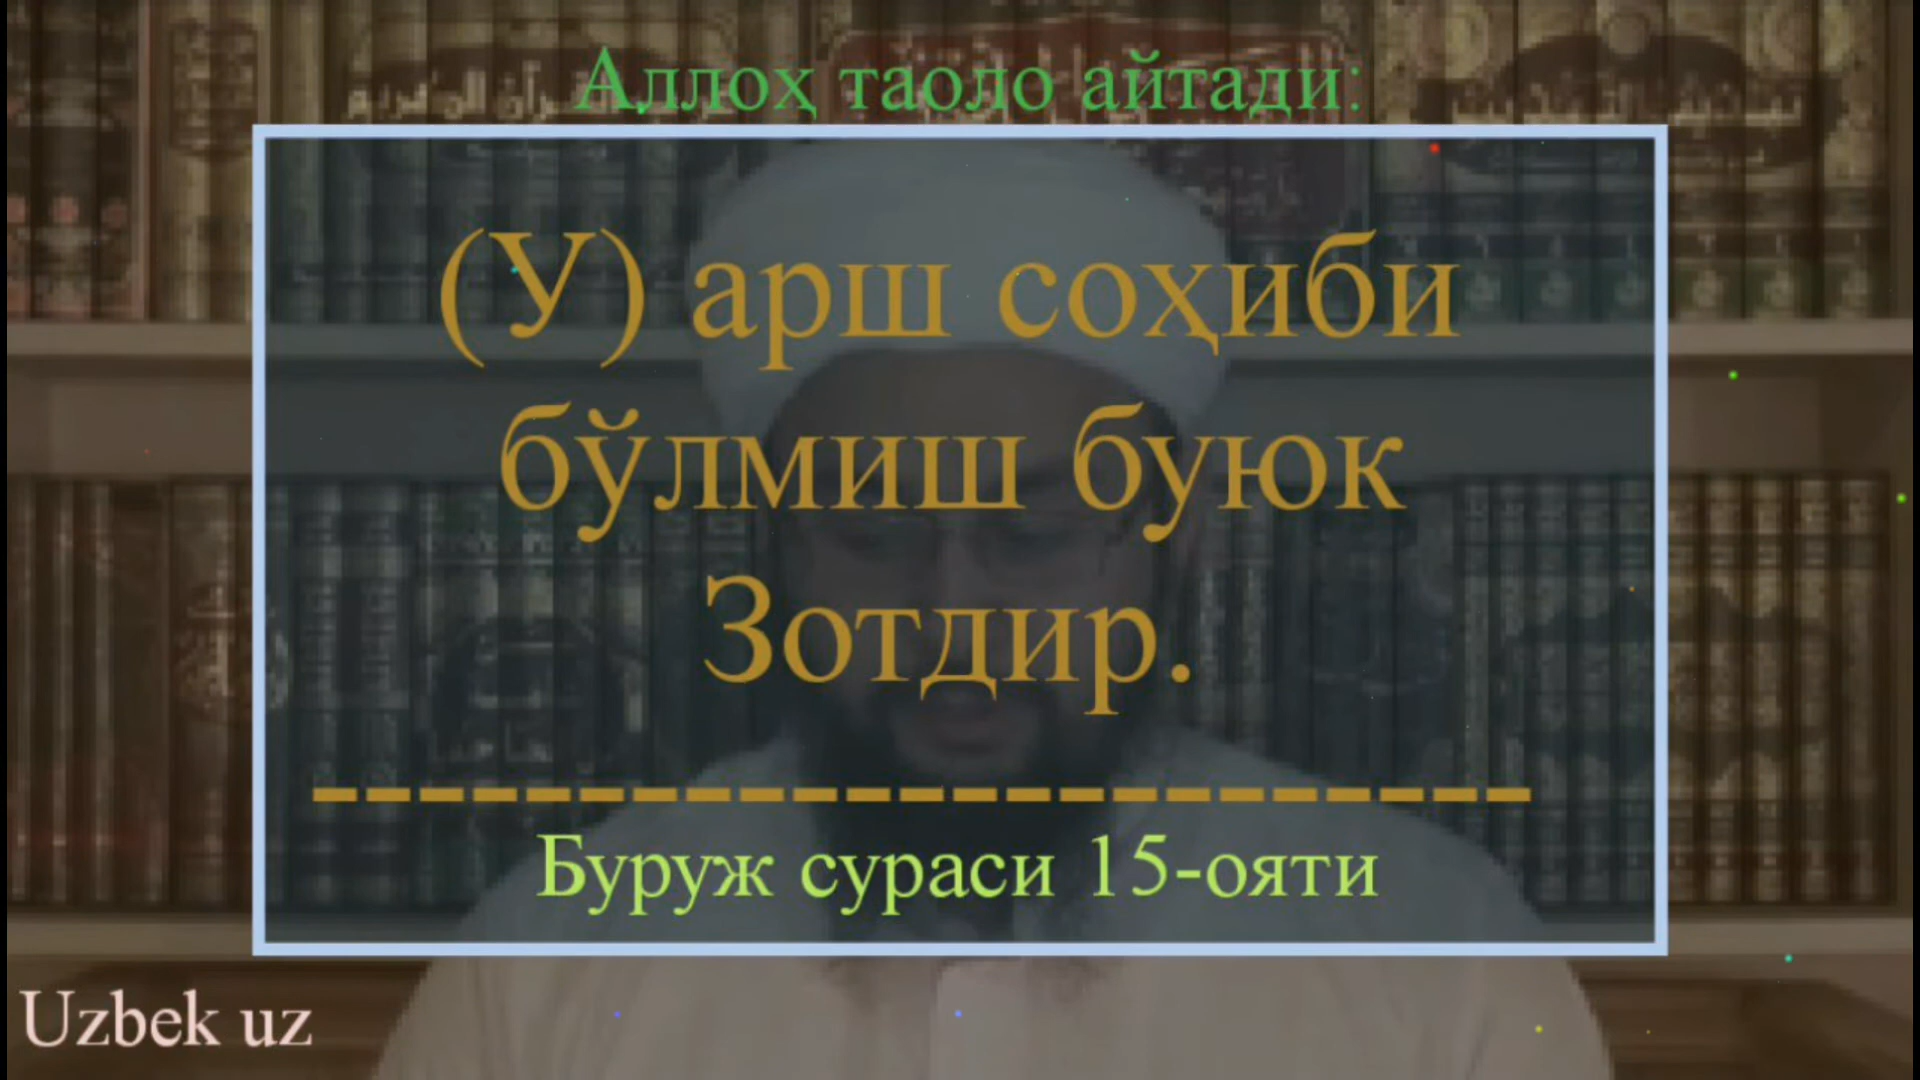 Аллоҳ таоло айтади:
(У) арш соҳиби
бўлмиш буюк
Зотдир.
Буруж сураси 15-ояти
Uzbek uz